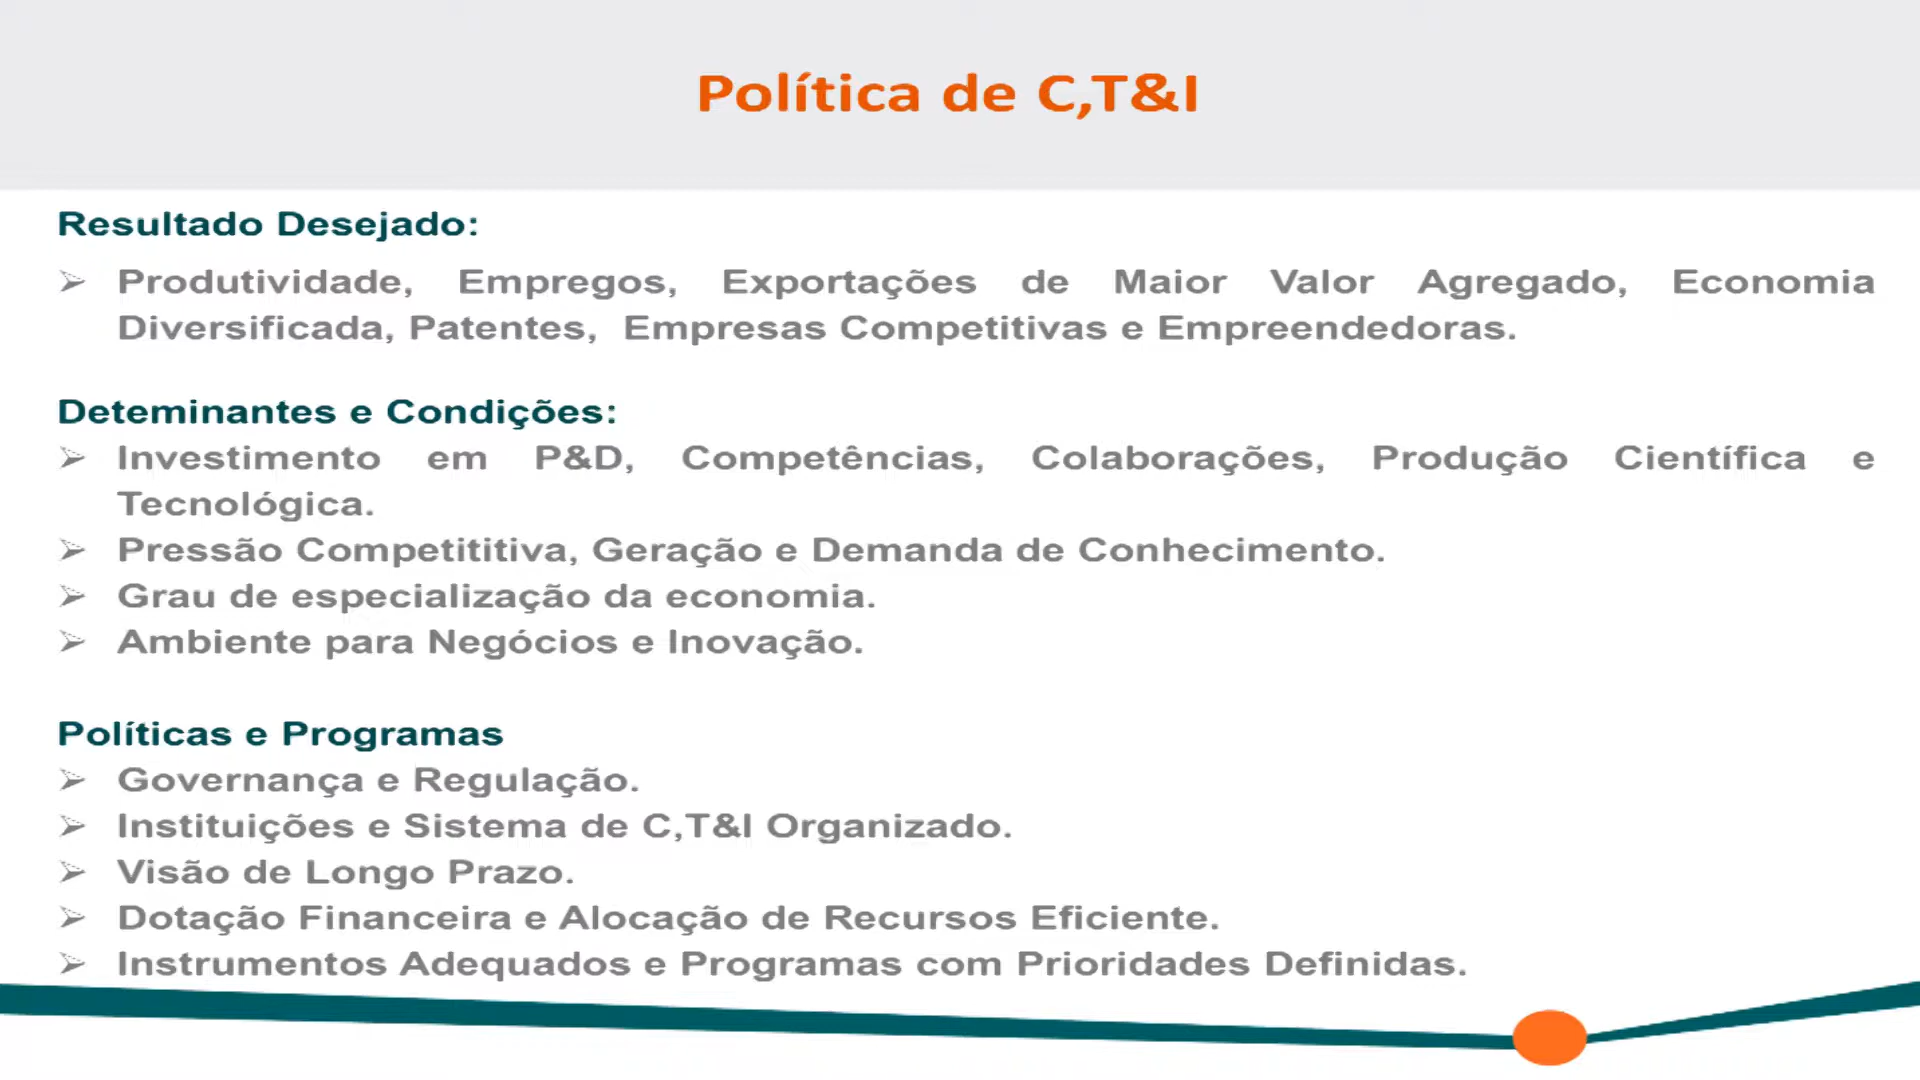 Política de C,T&I
Resultado Desejado:
➢ Produtividade, Empregos, Exportações de Maior Valor Agregado, Economia
Diversificada, Patentes, Empresas Competitivas e Empreendedoras.
Deteminantes e Condições:
➢ Investimento em P&D, Competências, Colaborações, Produção Científica e
Tecnológica.
➢ Pressão Competititiva, Geração e Demanda de Conhecimento.
➢ Grau de especialização da economia.
➢ Ambiente para Negócios e Inovação.
Políticas e Programas
➢ Governança e Regulação.
➢ Instituições e Sistema de C,T&I Organizado.
➢ Visão de Longo Prazo.
➢ Dotação Financeira e Alocação de Recursos Eficiente.
➢ Instrumentos Adequados e Programas com Prioridades Definidas.